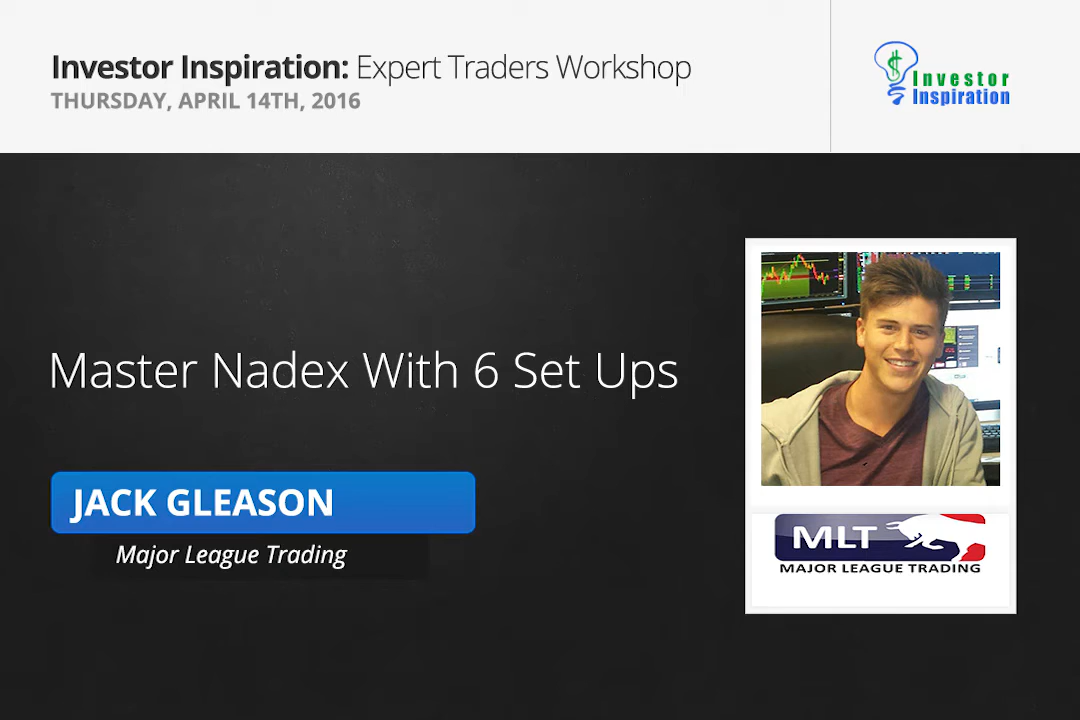 Investor Inspiration: Expert Traders Workshop
THURSDAY, APRIL 14TH, 2016
Investor
Inspiration
Master Nadex With 6 Set Ups
JACK GLEASON
Major League Trading
MLT
MAJOR LEAGUE TRADING